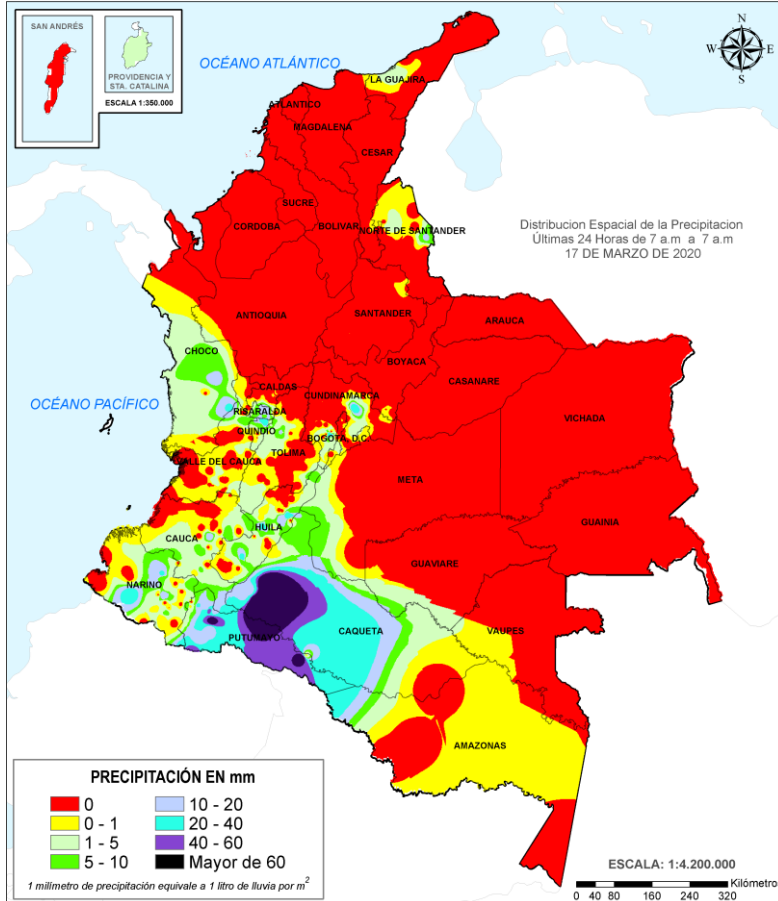 SAN ANDRÉS
PROVIDENCIA Y
STA. CATALINA
ESCALA 1:350.000
OCÉANO ATLÁNTICO
N
W
E
S
LA GUAJIRA
ATLANTICO
MAGDALENA
CESAR
SUCRE
CORDOBA
BOLIVAR
NORTE DE SANTANDER
Distribucion Espacial de la Precipitacion
Últimas 24 Horas de 7 a.m a 7 a.m
17 DE MARZO DE 2020
ANTIOQUIA
SANTANDER
ARAUCA
CHOCO
BOYACA
CASANARE
CALDAS
CUNDINAMARCA
OCÉANO PACÍFICO
RISARALDA
VICHADA
QUINDIO
BOGOTA D.C.
TOLIMA
VALLE DEL CAUCA
META
GUAINIA
HUILA
CAUCA
GUAVIARE
NARINO
CAQUETA
VAUPES
PUTUMAYO
AMAZONAS
PRECIPITACIÓN EN mm
0
0 - 1
1 - 5
5 - 10
10 - 20
20 - 40
40 - 60
Mayor de 60
1 milímetro de precipitación equivale a 1 litro de lluvia por m2
ESCALA: 1:4.200.000
Kilómetro
0 40 80 160 240 320